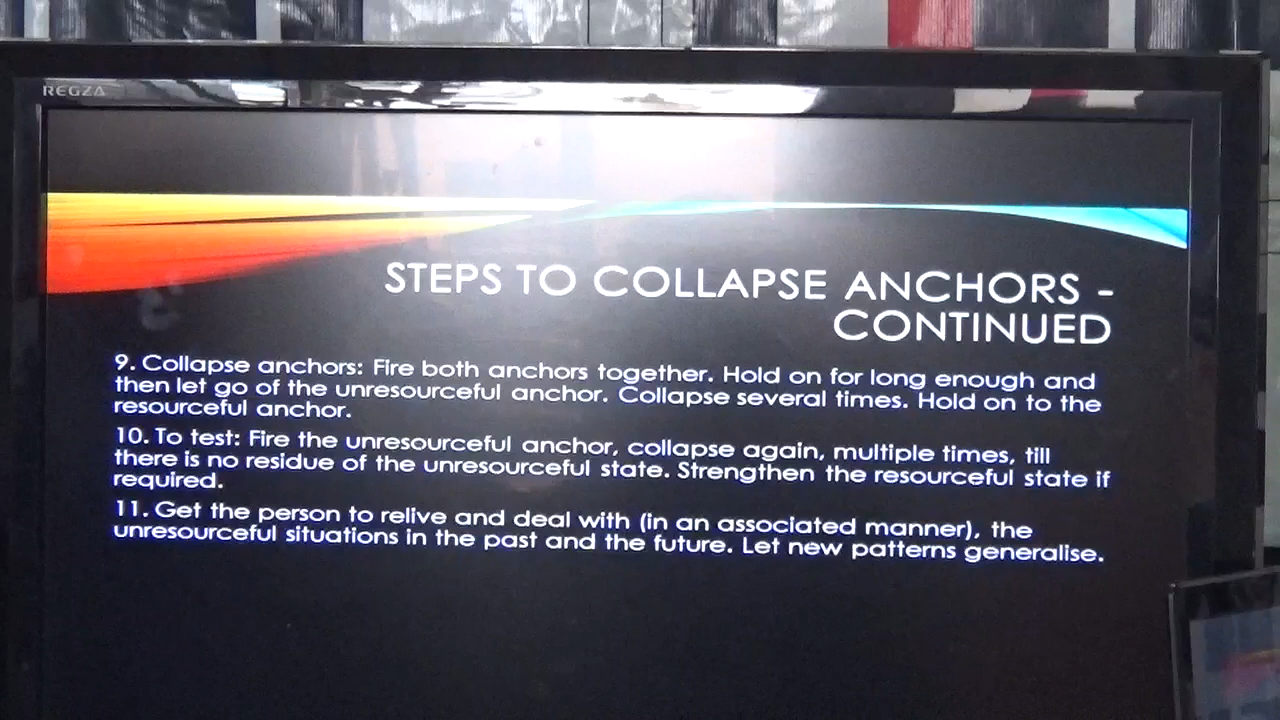 REGZA
STEPS TO COLLAPSE ANCHORS -
CONTINUED
9. Collapse anchors: Fire both anchors together. Hold on for long enough and
then let go of the unresourceful anchor. Collapse several times. Hold on to the
resourceful anchor.
10. To test: Fire the unresourceful anchor, collapse again, multiple times, till
there is no residue of the unresourceful state. Strengthen the resourceful state if
required.
11. Get the person to relive and deal with (in an associated manner), the
unresourceful situations in the past and the future. Let new patterns generalise.